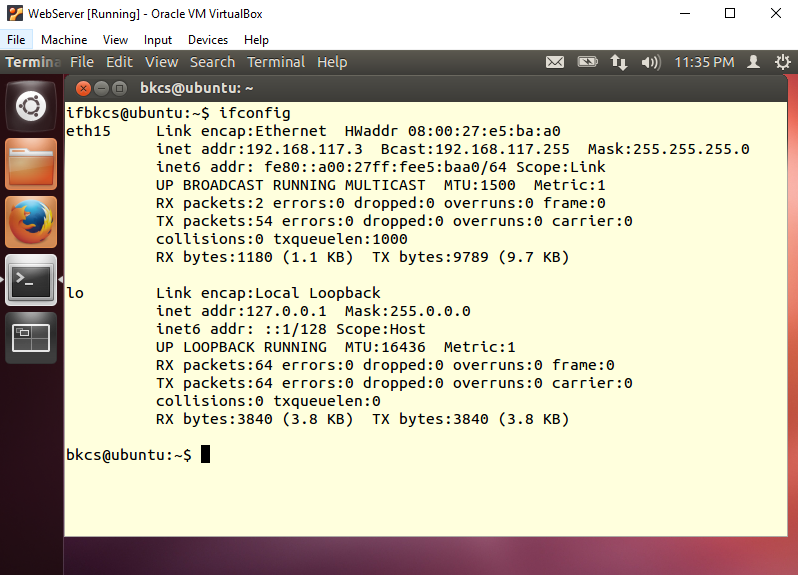 WebServer [Running] - Oracle VM VirtualBox
File Machine View Input Devices Help
Termina File Edit View Search Terminal Help 11:35 PM
bkcs@ubuntu: ~
ifbkcs@ubuntu:~$ ifconfig
eth15 Link encap:Ethernet HWaddr 08:00:27:e5:ba:a0
inet addr:192.168.117.3 Bcast:192.168.117.255 Mask:255.255.255.0
inet6 addr: fe80::a00:27ff:fee5:baa0/64 Scope:Link
UP BROADCAST RUNNING MULTICAST MTU:1500 Metric:1
RX packets:2 errors:0 dropped:0 overruns:0 frame:0
TX packets:54 errors:0 dropped:0 overruns:0 carrier:0
collisions:0 txqueuelen:1000
RX bytes:1180 (1.1 KB) TX bytes:9789 (9.7 KB)
lo Link encap:Local Loopback
inet addr:127.0.0.1 Mask:255.0.0.0
inet6 addr: ::1/128 Scope:Host
UP LOOPBACK RUNNING MTU:16436 Metric:1
RX packets:64 errors:0 dropped:0 overruns:0 frame:0
TX packets:64 errors:0 dropped:0 overruns:0 carrier:0
collisions:0 txqueuelen:0
RX bytes:3840 (3.8 KB) TX bytes:3840 (3.8 KB)
bkcs@ubuntu:~$